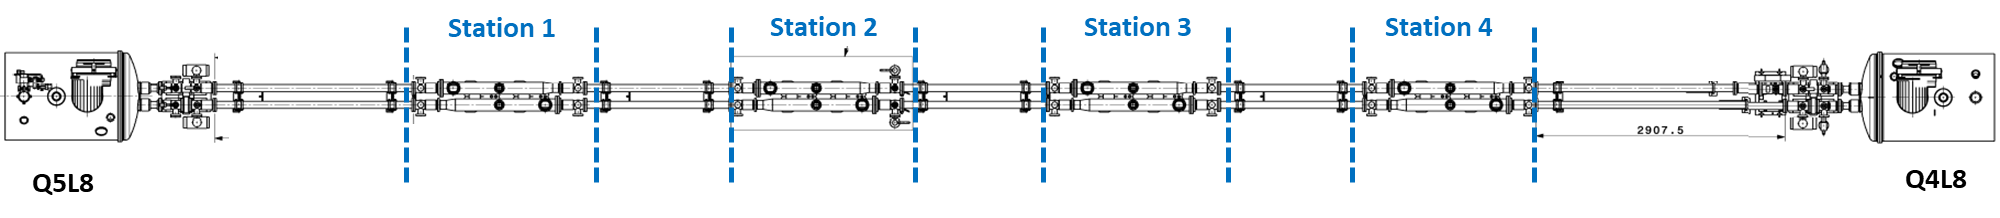 Station 1
Station 2
Station 3
Station 4
2907.5
Q5L8
Q4L8